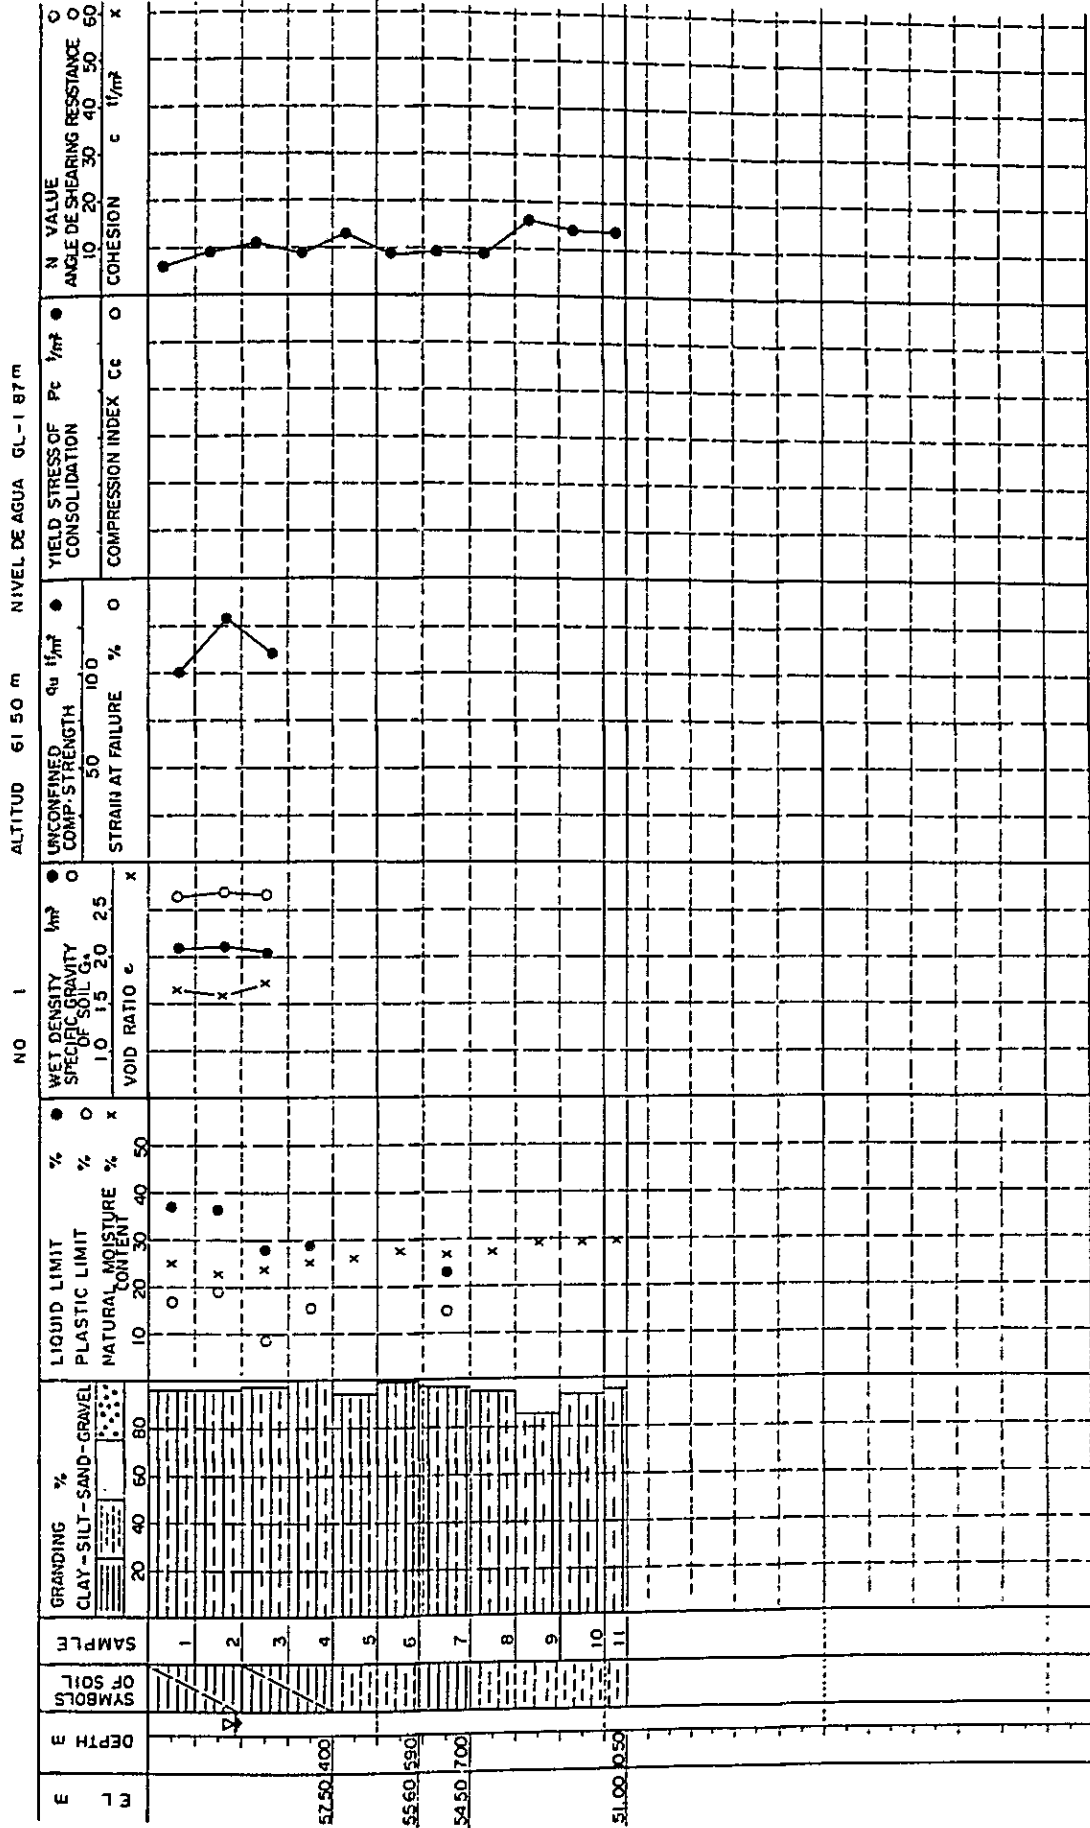 NO 1 ALTITUD 61 50 m NIVEL DE AGUA GL-1 87 m
EL m
DEPTH m
SYMBOLS OF SOIL
SAMPLE
GRANDING %
CLAY-SILT-SAND-GRAVEL
20 40 60 80
LIQUID LIMIT % ●
PLASTIC LIMIT % ○
NATURAL MOISTURE CONTENT % x
10 20 30 40 50
WET DENSITY t/m³ ●
SPECIFIC GRAVITY OF SOIL Gs ○
1.0 1.5 2.0 2.5
VOID RATIO e x
UNCONFINED COMP.STRENGTH qu tf/m² ●
50 100
STRAIN AT FAILURE % ○
YIELD STRESS OF CONSOLIDATION Pc t/m² ●
COMPRESSION INDEX Cc ○
N VALUE ○
ANGLE DE SHEARING RESISTANCE ○
10 20 30 40 50 60
COHESION c tf/m² x
1
2
3
57.50 4.00 4
5
55.60 5.90 6
54.50 7.00 7
8
9
10
51.00 10.50 11